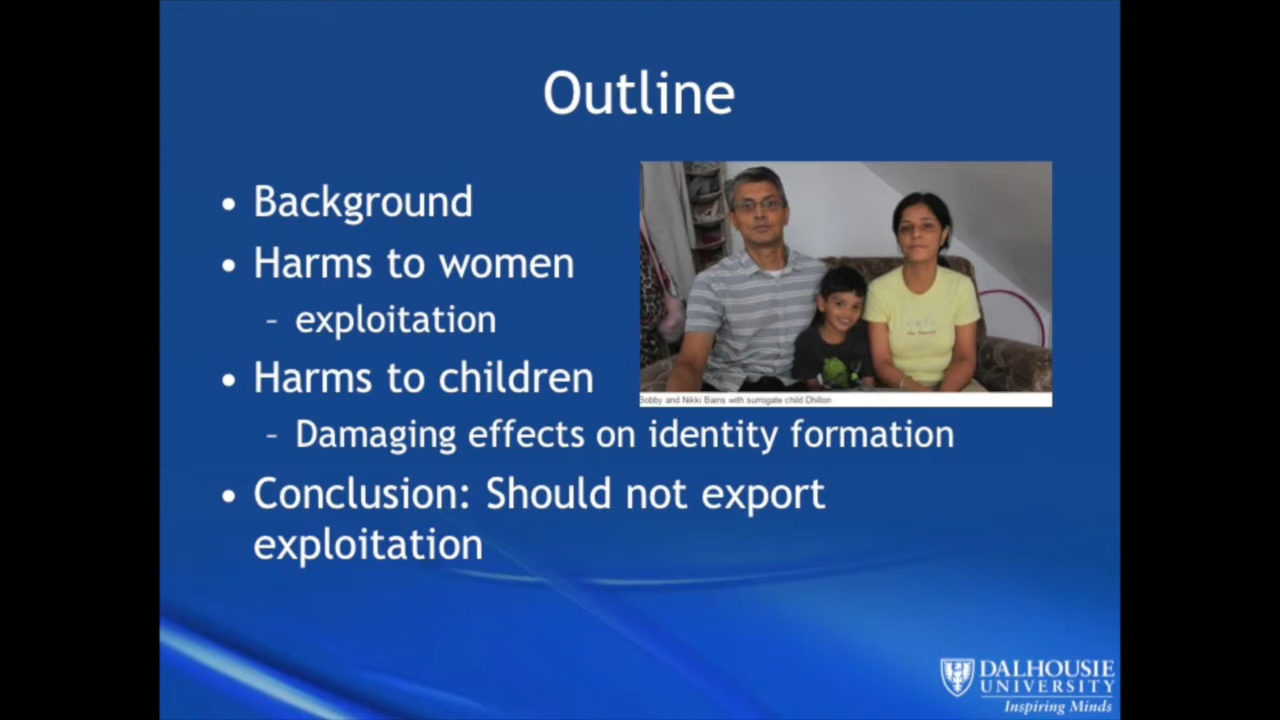 Outline
• Background
• Harms to women
– exploitation
• Harms to children
Bobby and Nikki Bains with surrogate child Dhillon
– Damaging effects on identity formation
• Conclusion: Should not export
exploitation
DALHOUSIE
UNIVERSITY
Inspiring Minds